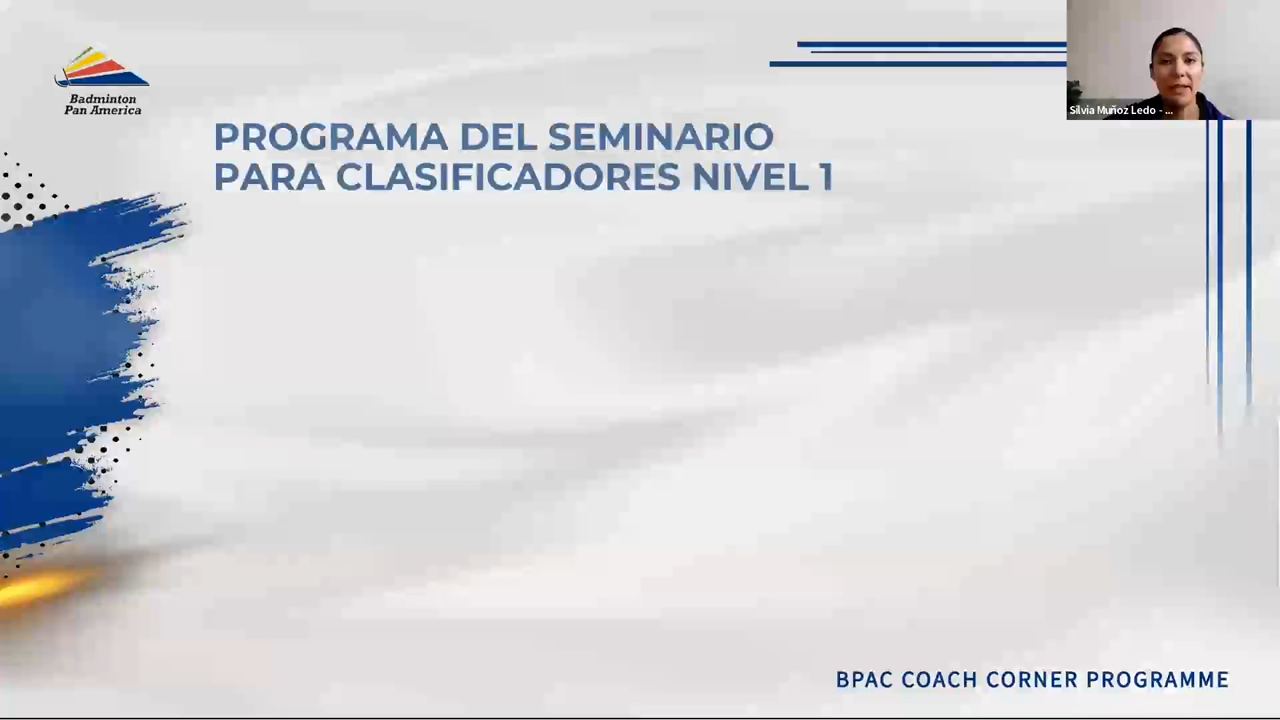 Badminton
Pan America
Silvia Muñoz Ledo - ...
PROGRAMA DEL SEMINARIO
PARA CLASIFICADORES NIVEL 1
BPAC COACH CORNER PROGRAMME